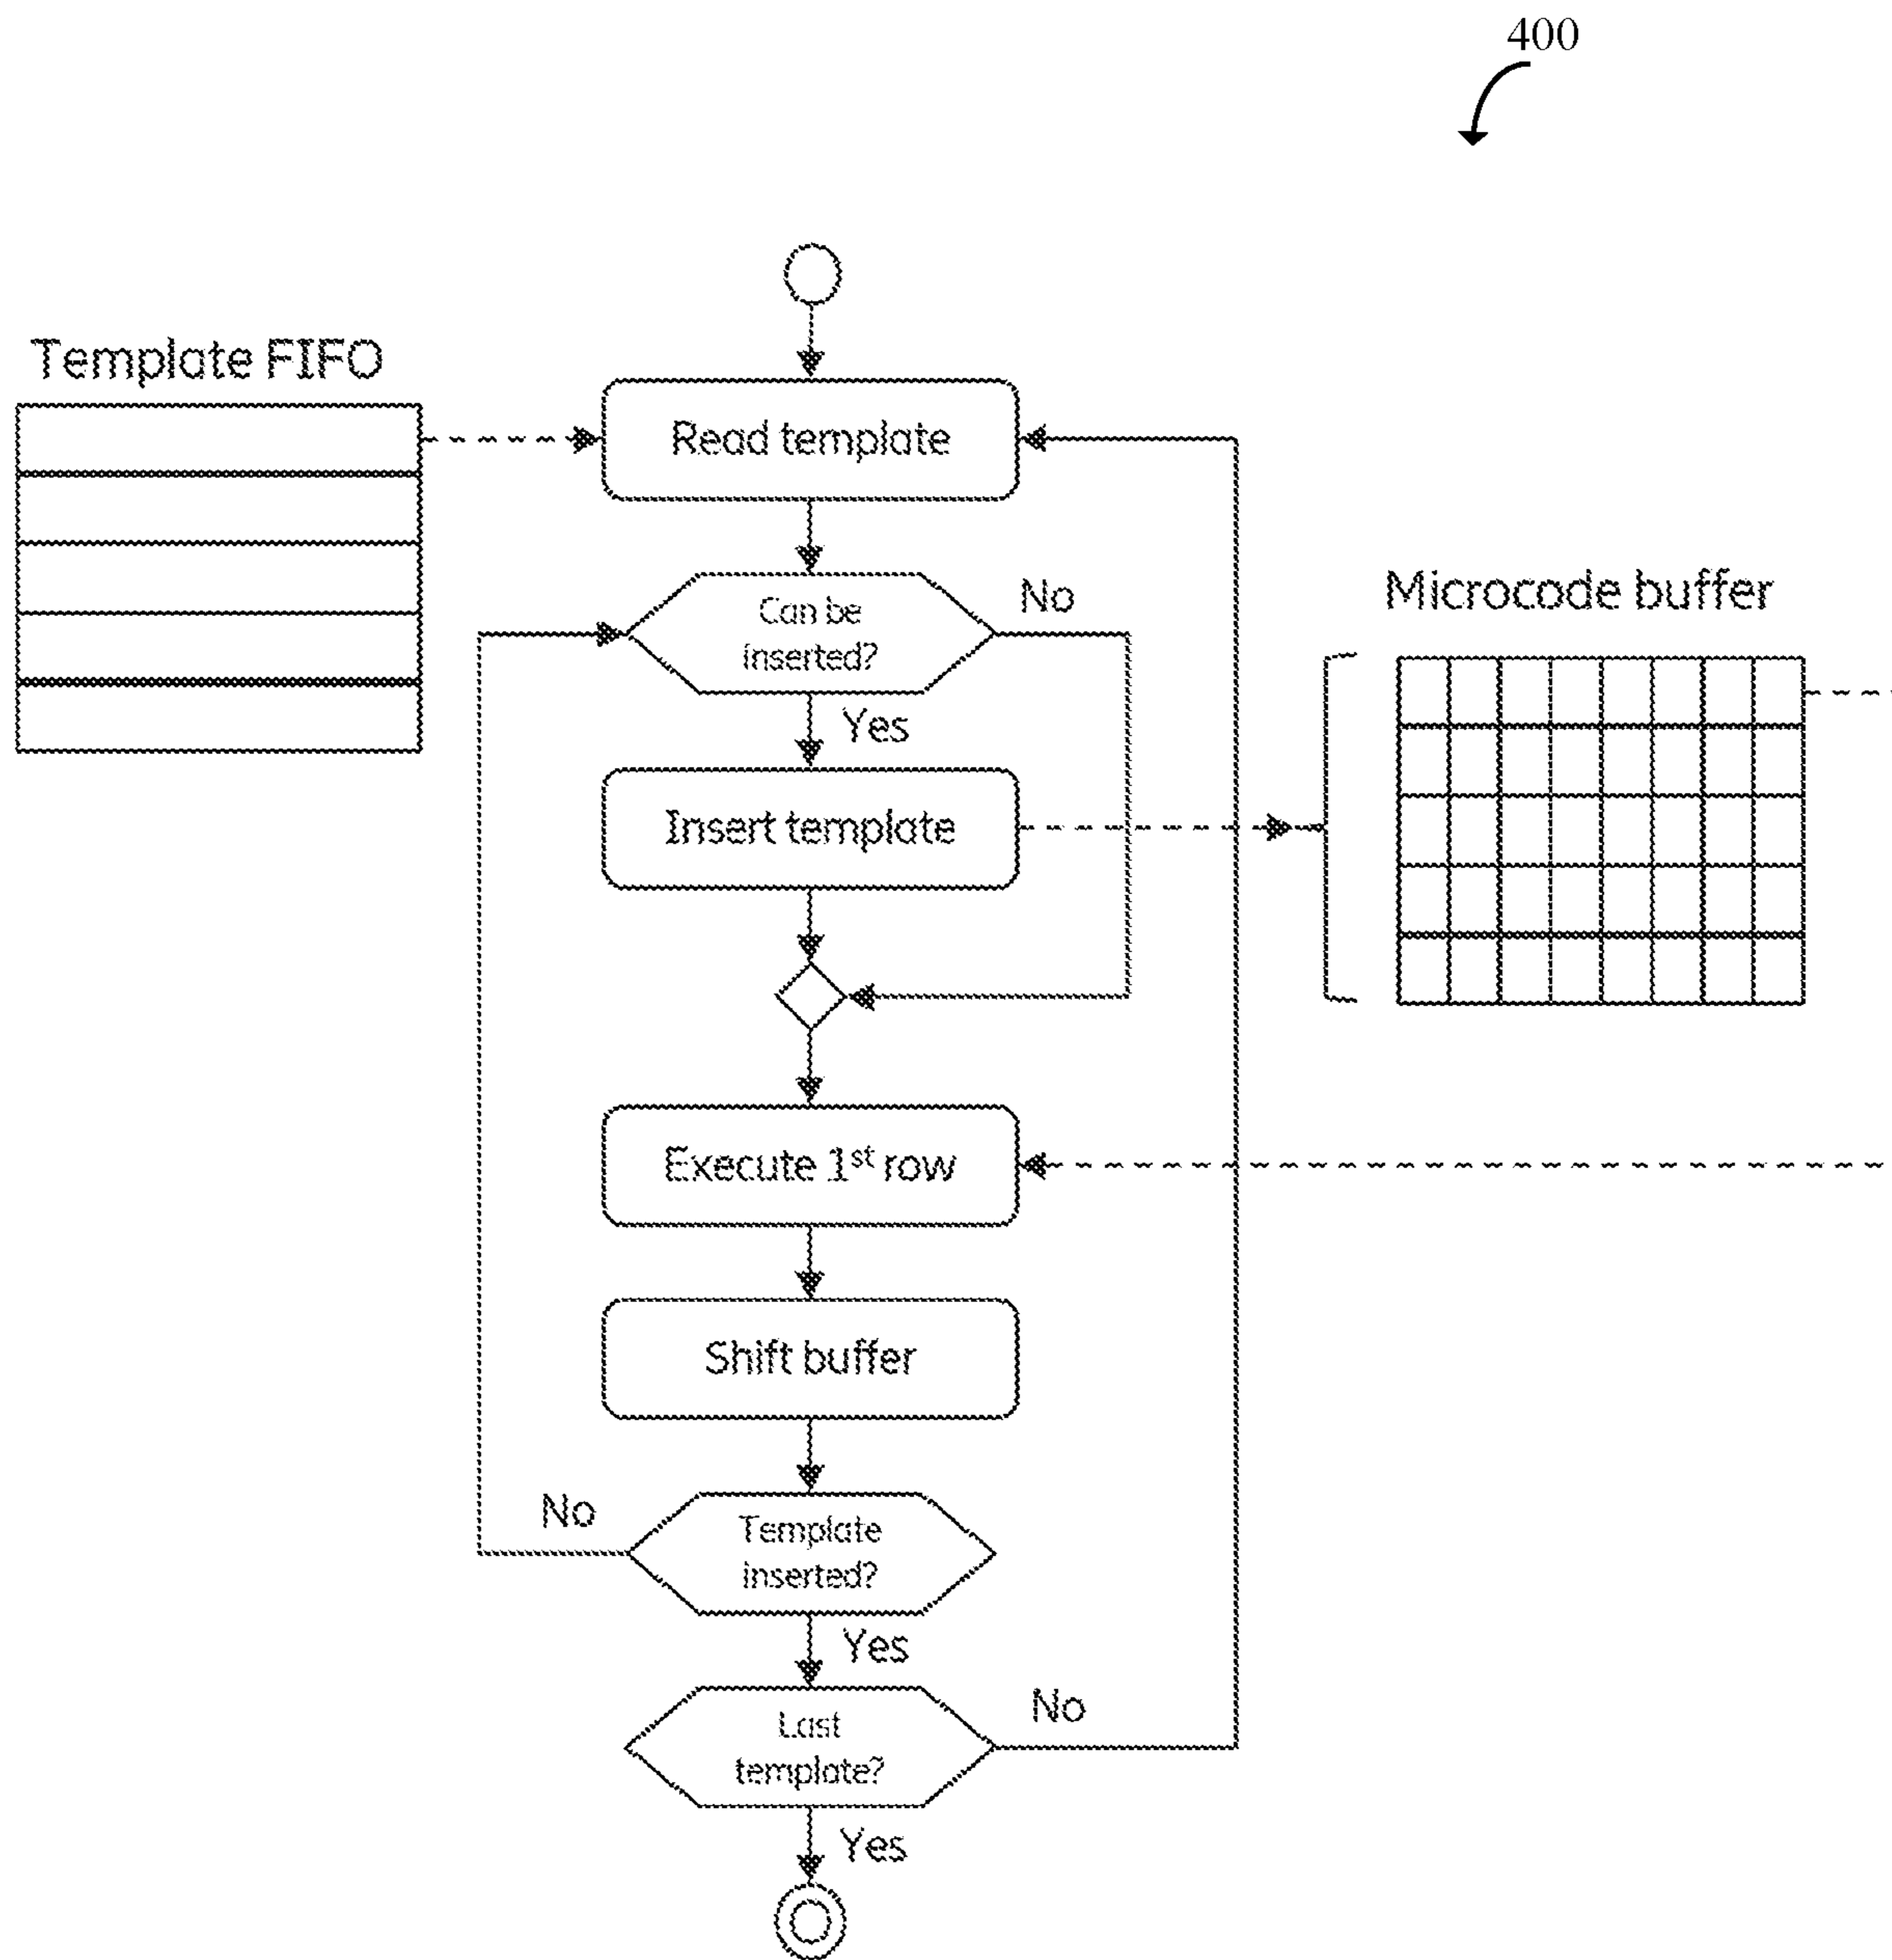 400
Template FIFO
Read template
Can be
inserted?
No
Microcode buffer
Yes
Insert template
Execute 1st row
Shift buffer
No
Template
inserted?
Yes
Last
template?
No
Yes